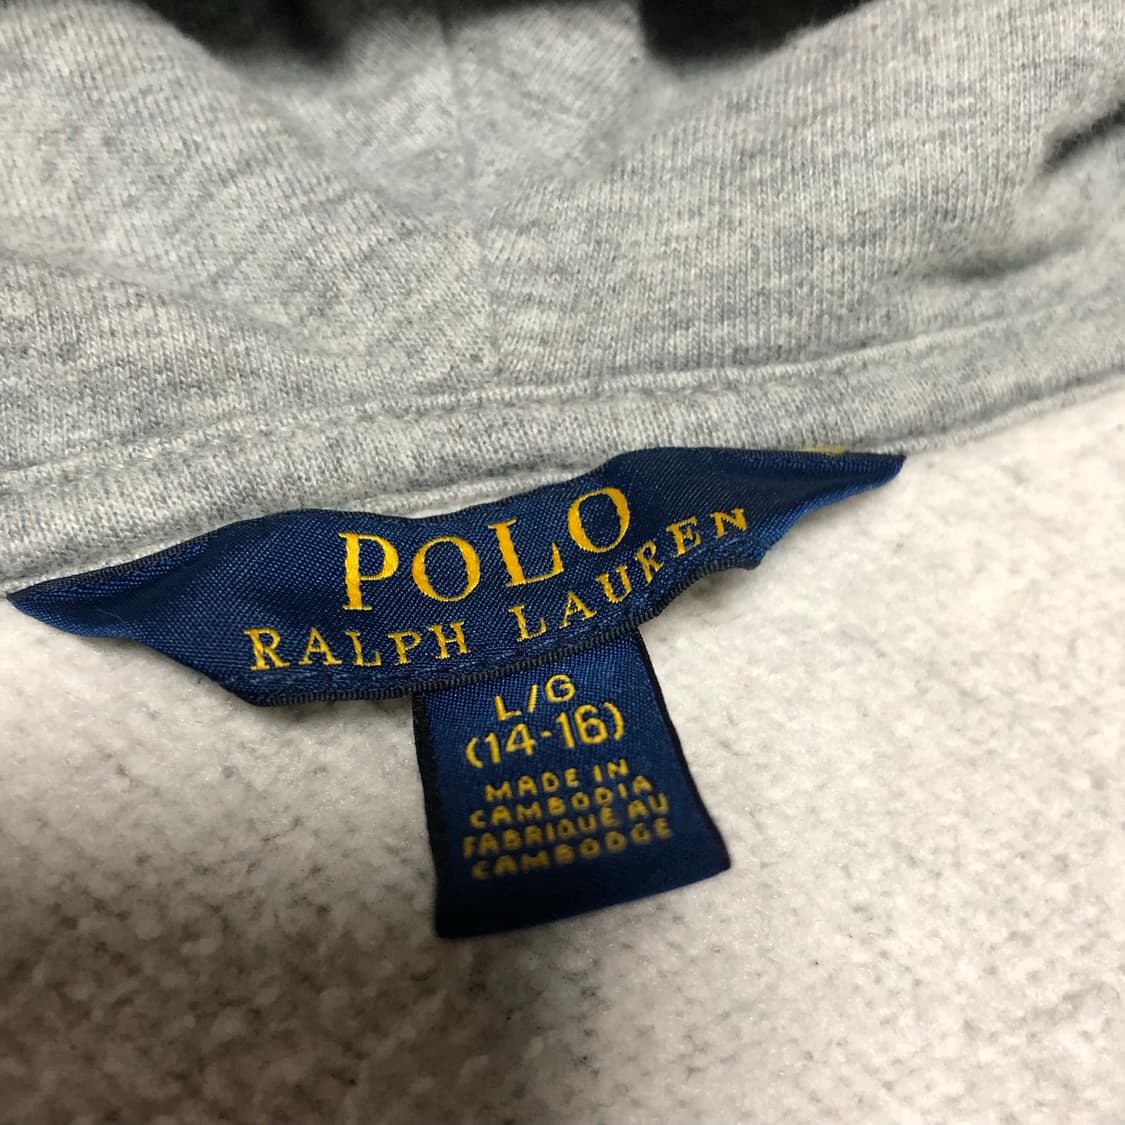 POLO
RALPH LAUREN
L/G
(14-16)
MADE IN
CAMBODIA
FABRIQUE AU
CAMBODGE